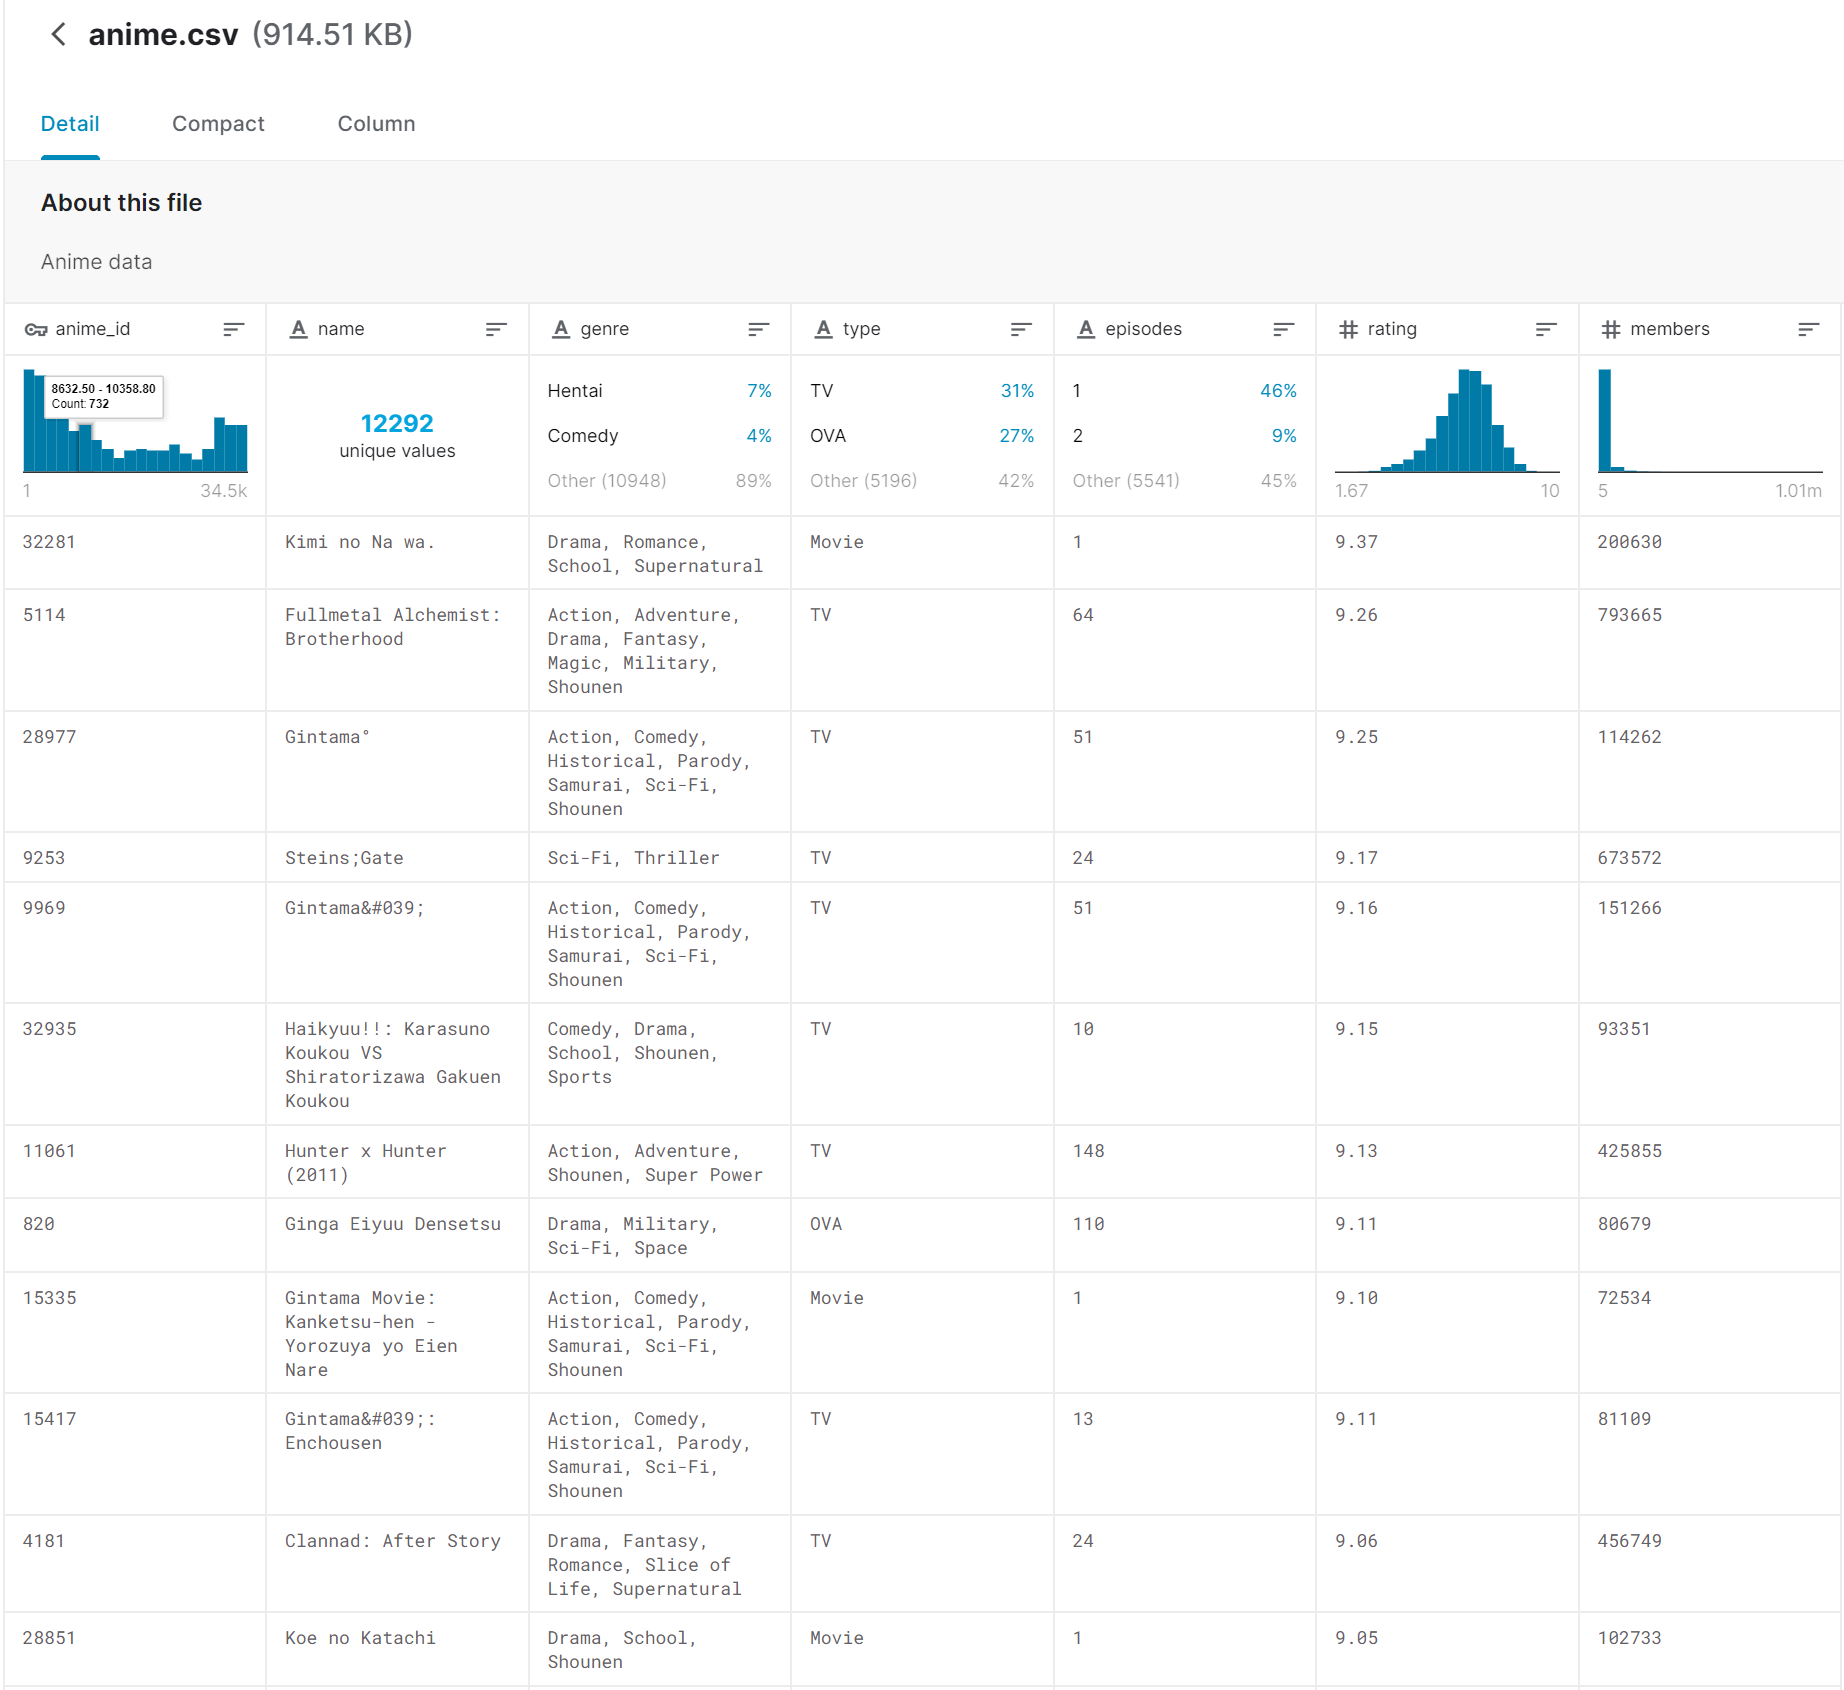 anime.csv (914.51 KB)
Detail Compact Column
About this file
Anime data
anime_id name genre type episodes rating members
8632.50 - 10358.80
Count: 732
1 34.5k
12292
unique values
Hentai 7%
Comedy 4%
Other (10948) 89%
TV 31%
OVA 27%
Other (5196) 42%
1 46%
2 9%
Other (5541) 45%
1.67 10
5 1.01m
32281
Kimi no Na wa.
Drama, Romance,
School, Supernatural
Movie
1
9.37
200630
5114
Fullmetal Alchemist:
Brotherhood
Action, Adventure,
Drama, Fantasy,
Magic, Military,
Shounen
TV
64
9.26
793665
28977
Gintama°
Action, Comedy,
Historical, Parody,
Samurai, Sci-Fi,
Shounen
TV
51
9.25
114262
9253
Steins;Gate
Sci-Fi, Thriller
TV
24
9.17
673572
9969
Gintama&#039;
Action, Comedy,
Historical, Parody,
Samurai, Sci-Fi,
Shounen
TV
51
9.16
151266
32935
Haikyuu!!: Karasuno
Koukou VS
Shiratorizawa Gakuen
Koukou
Comedy, Drama,
School, Shounen,
Sports
TV
10
9.15
93351
11061
Hunter x Hunter
(2011)
Action, Adventure,
Shounen, Super Power
TV
148
9.13
425855
820
Ginga Eiyuu Densetsu
Drama, Military,
Sci-Fi, Space
OVA
110
9.11
80679
15335
Gintama Movie:
Kanketsu-hen -
Yorozuya yo Eien
Nare
Action, Comedy,
Historical, Parody,
Samurai, Sci-Fi,
Shounen
Movie
1
9.10
72534
15417
Gintama&#039;:
Enchousen
Action, Comedy,
Historical, Parody,
Samurai, Sci-Fi,
Shounen
TV
13
9.11
81109
4181
Clannad: After Story
Drama, Fantasy,
Romance, Slice of
Life, Supernatural
TV
24
9.06
456749
28851
Koe no Katachi
Drama, School,
Shounen
Movie
1
9.05
102733